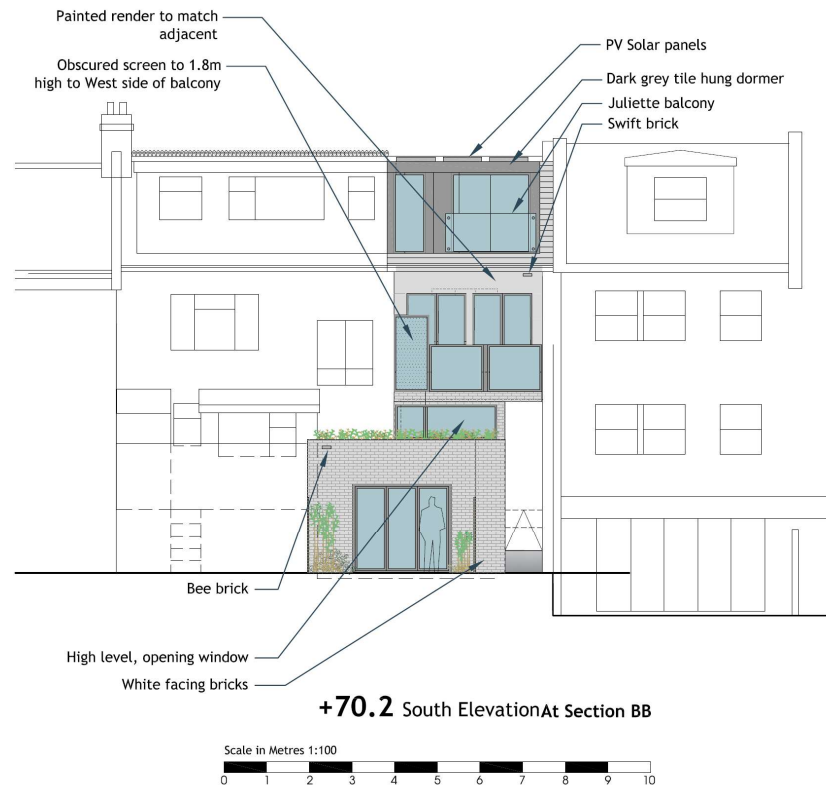 Painted render to match
adjacent
Obscured screen to 1.8m
high to West side of balcony
PV Solar panels
Dark grey tile hung dormer
Juliette balcony
Swift brick
Bee brick
High level, opening window
White facing bricks
+70.2 South Elevation At Section BB
Scale in Metres 1:100
0 1 2 3 4 5 6 7 8 9 10